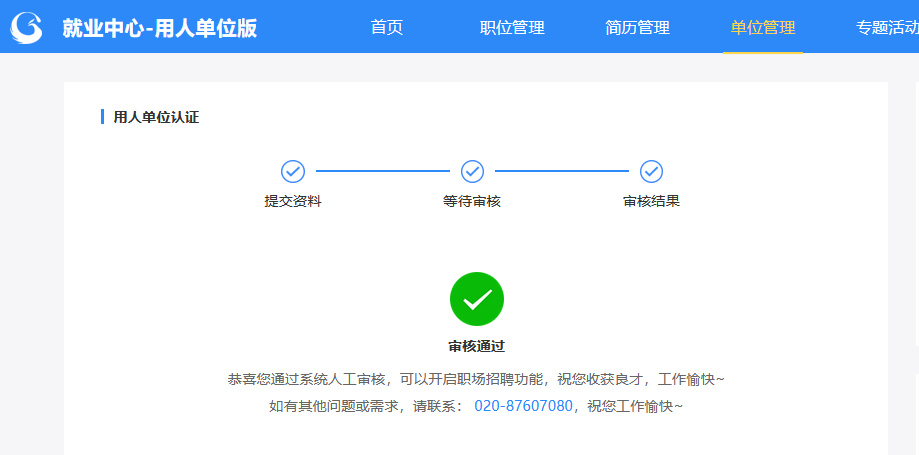 就业中心-用人单位版 首页 职位管理 简历管理 单位管理 专题活动
用人单位认证
提交资料 等待审核 审核结果
审核通过
恭喜您通过系统人工审核，可以开启职场招聘功能，祝您收获良才，工作愉快~
如有其他问题或需求，请联系： 020-87607080，祝您工作愉快~